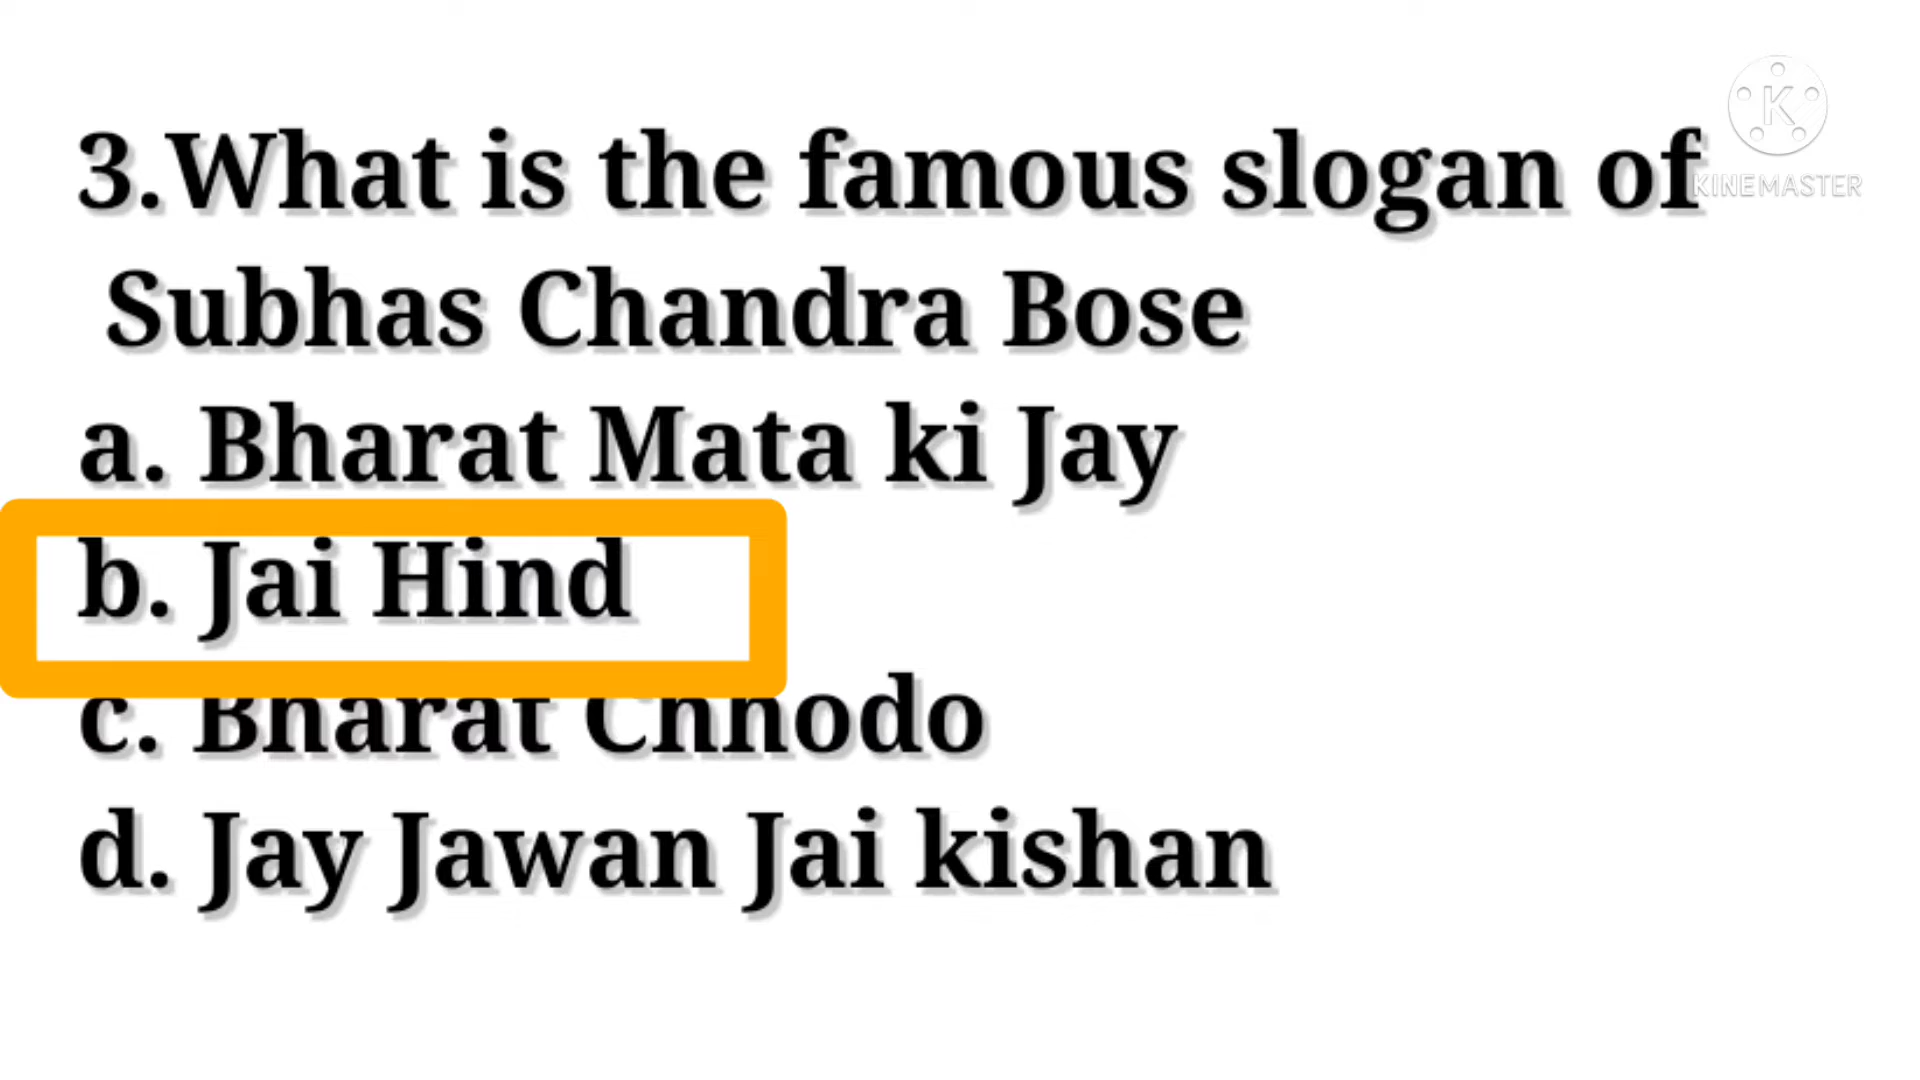 3.What is the famous slogan of
Subhas Chandra Bose
a. Bharat Mata ki Jay
b. Jai Hind
c. Bharat Chhodo
d. Jay Jawan Jai kishan
K
KINEMASTER